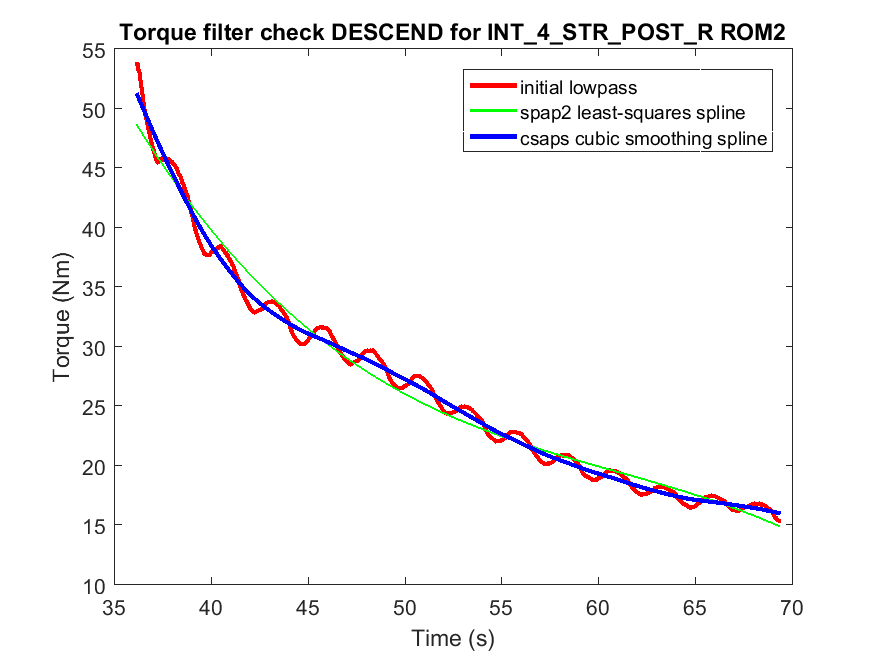 Torque filter check DESCEND for INT_4_STR_POST_R ROM2
55
50
45
40
35
30
25
20
15
10
Torque (Nm)
initial lowpass
spap2 least-squares spline
csaps cubic smoothing spline
35 40 45 50 55 60 65 70
Time (s)